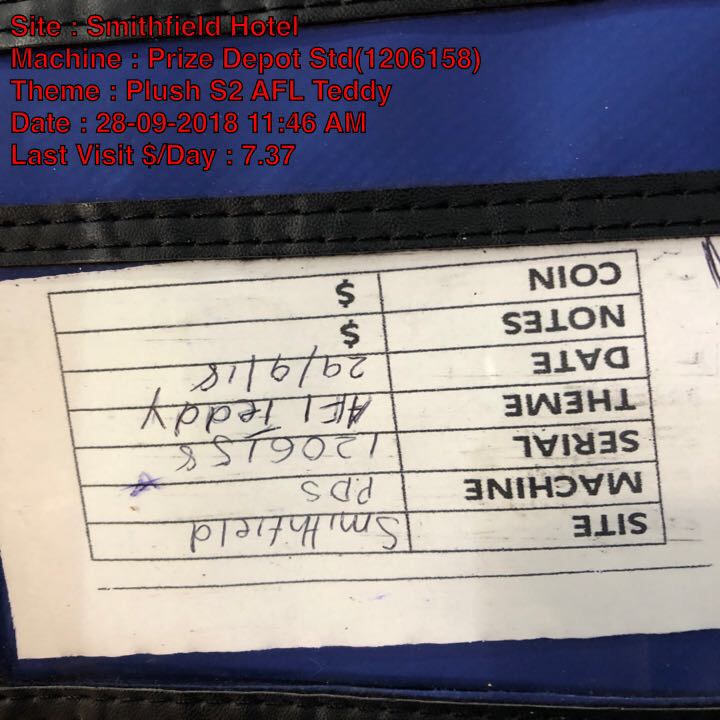 Site : Smithfield Hotel
Machine : Prize Depot Std(1206158)
Theme : Plush S2 AFL Teddy
Date : 28-09-2018 11:46 AM
Last Visit $/Day : 7.37
SITE Smithfield
MACHINE PDS
SERIAL 1206158
THEME AFL Teddy
DATE 29/9/18
NOTES $
COIN $